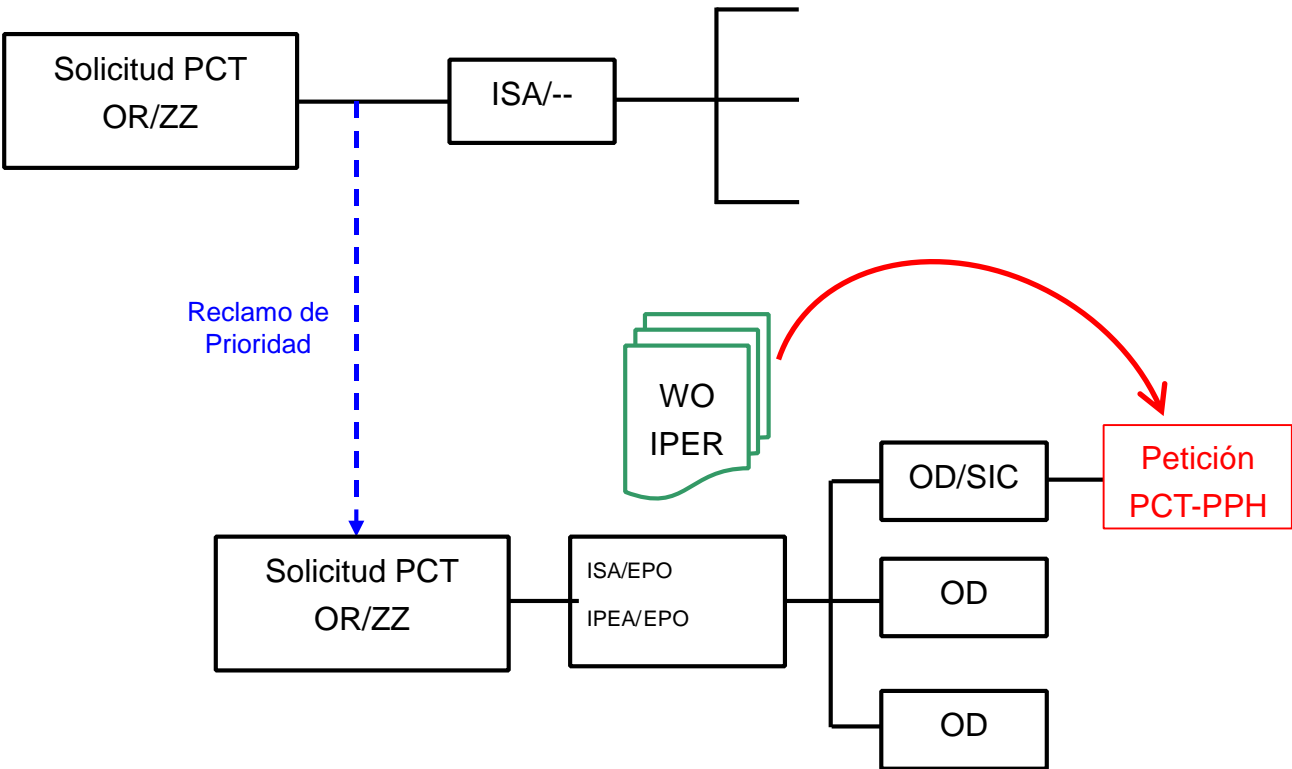 Solicitud PCT
OR/ZZ
ISA/--
Reclamo de
Prioridad
WO
IPER
OD/SIC
Petición
PCT-PPH
Solicitud PCT
OR/ZZ
ISA/EPO
IPEA/EPO
OD
OD